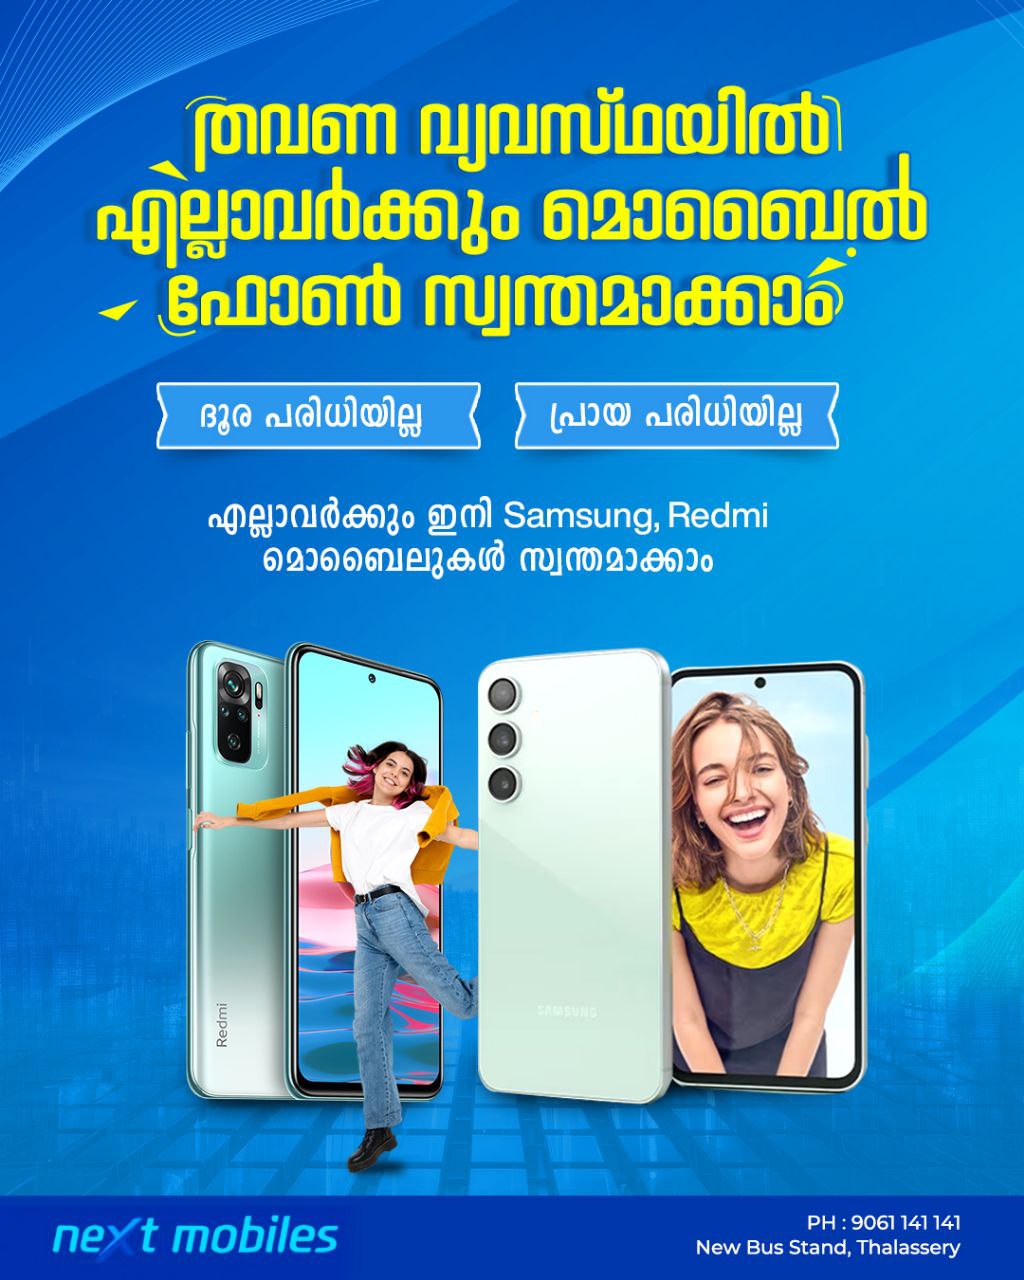 തവണ വ്യവസ്ഥയിൽ
എല്ലാവർക്കും മൊബൈൽ
ഫോൺ സ്വന്തമാക്കാം
ദൂര പരിധിയില്ല
പ്രായ പരിധിയില്ല
എല്ലാവർക്കും ഇനി Samsung, Redmi
മൊബൈലുകൾ സ്വന്തമാക്കാം
Redmi
SAMSUNG
next mobiles
PH : 9061 141 141
New Bus Stand, Thalassery